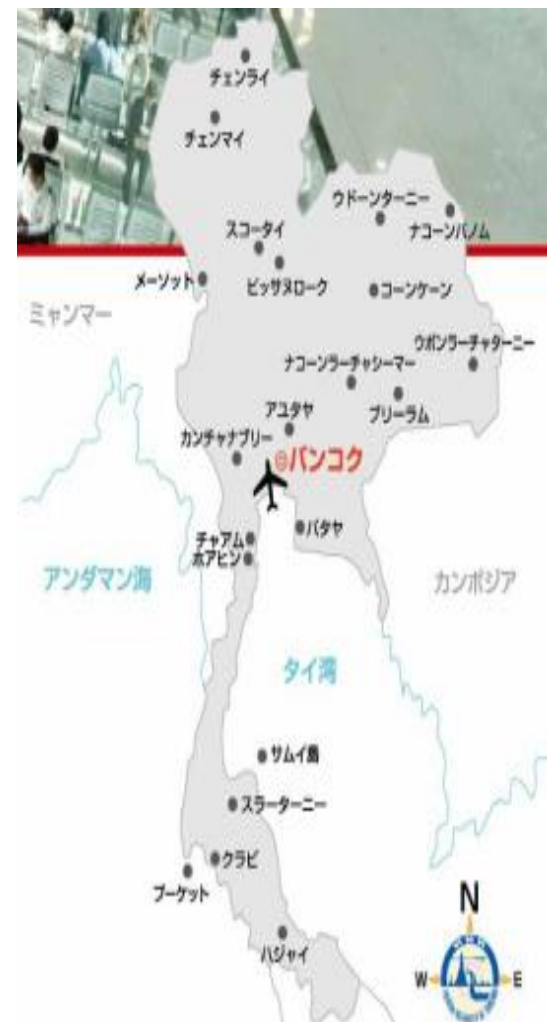 チェンライ
チェンマイ
ウドーンターニー
ナコーンパノム
スコータイ
ピッサヌローク
メーソット
コーンケーン
ミャンマー
ウボンラーチャターニー
ナコーンラーチャシーマー
ブリーラム
アユタヤ
カンチャナブリー
バンコク
パタヤ
チャアム
ホアヒン
アンダマン海
カンボジア
タイ湾
サムイ島
スラーターニー
クラビ
プーケット
ハジャイ
N
W E